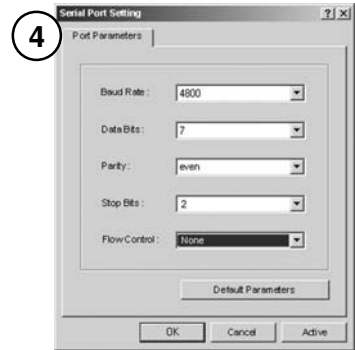 4
Serial Port Setting
Port Parameters
Baud Rate : 4800
Data Bits : 7
Parity : even
Stop Bits : 2
Flow Control : None
Default Parameters
OK Cancel Active